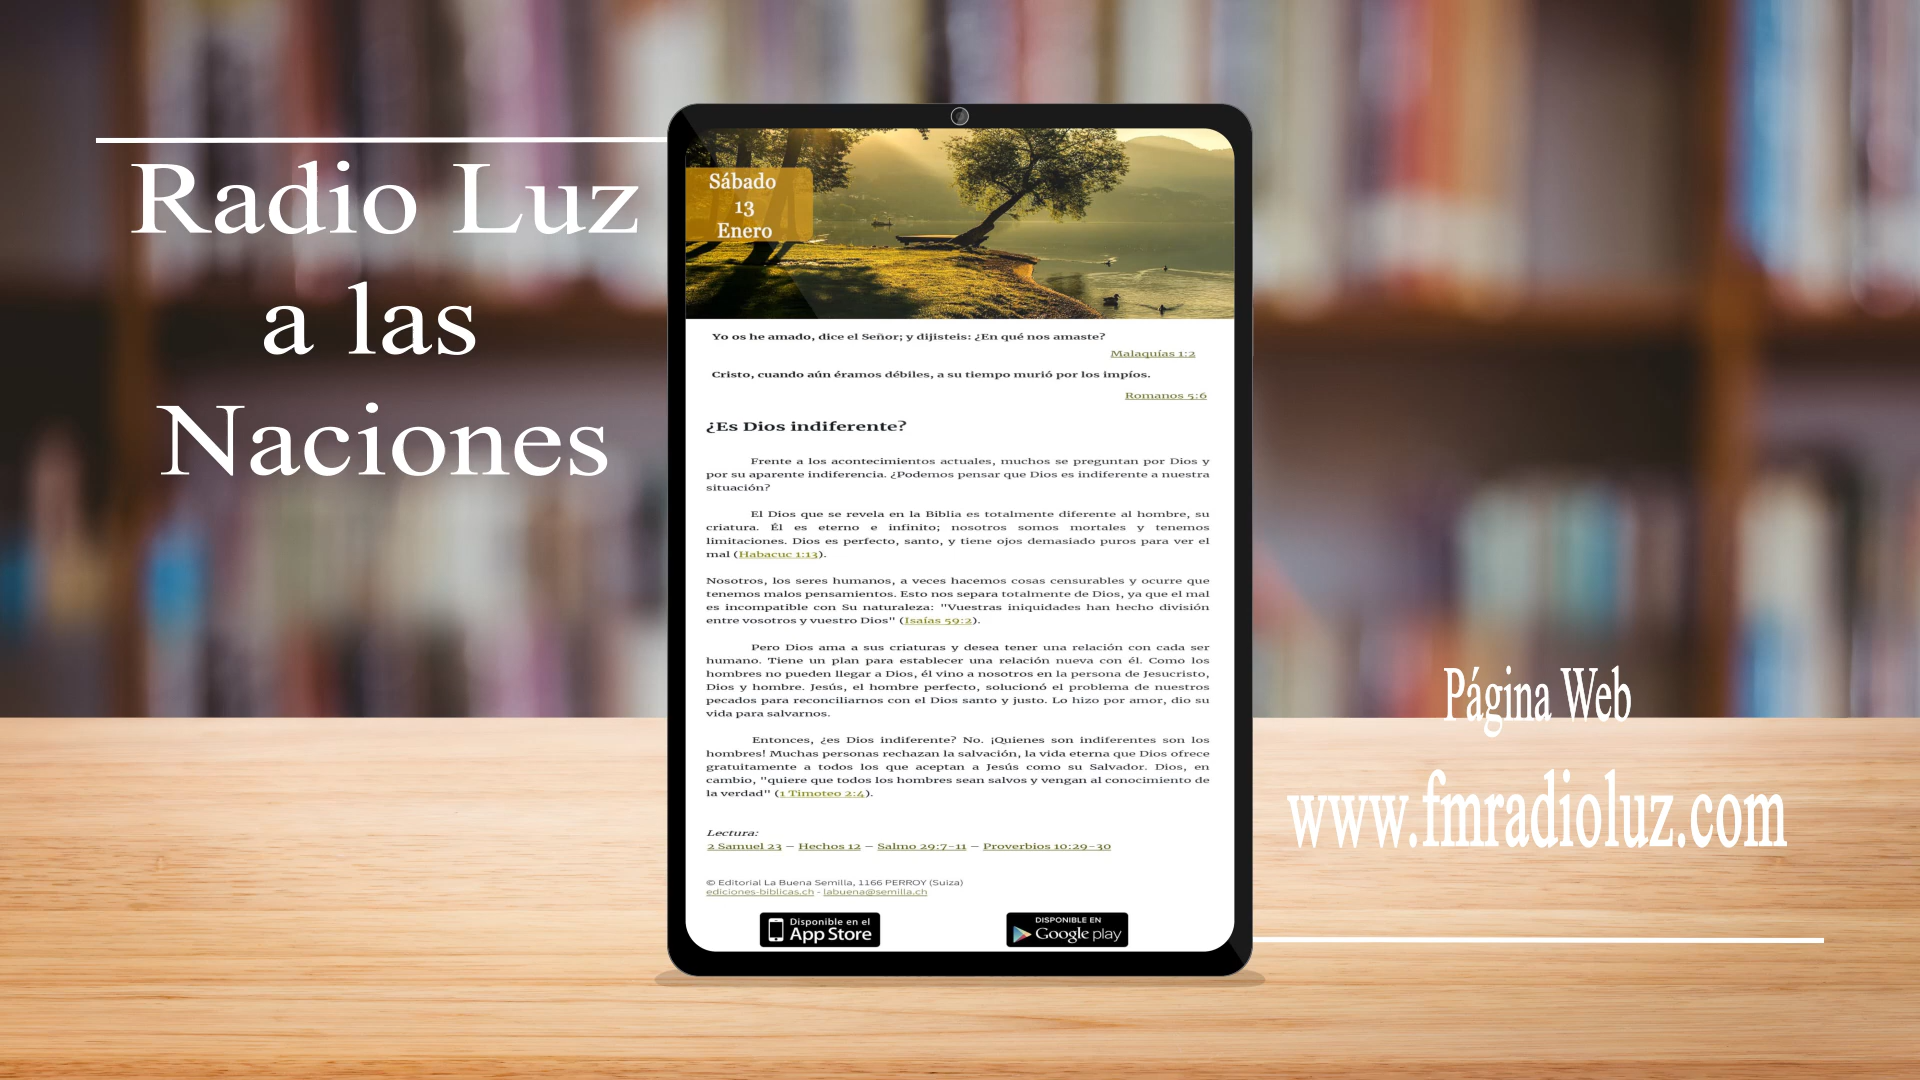 Radio Luz
a las
Naciones
Sábado
13
Enero
Yo os he amado, dice el Señor; y dijisteis: ¿En qué nos amaste?
Malaquías 1:2
Cristo, cuando aún éramos débiles, a su tiempo murió por los impíos.
Romanos 5:6
¿Es Dios indiferente?
Frente a los acontecimientos actuales, muchos se preguntan por Dios y
por su aparente indiferencia. ¿Podemos pensar que Dios es indiferente a nuestra
situación?
El Dios que se revela en la Biblia es totalmente diferente al hombre, su
criatura. Él es eterno e infinito; nosotros somos mortales y tenemos
limitaciones. Dios es perfecto, santo, y tiene ojos demasiado puros para ver el
mal (Habacuc 1:13).
Nosotros, los seres humanos, a veces hacemos cosas censurables y ocurre que
tenemos malos pensamientos. Esto nos separa totalmente de Dios, ya que el mal
es incompatible con Su naturaleza: "Vuestras iniquidades han hecho división
entre vosotros y vuestro Dios" (Isaías 59:2).
Pero Dios ama a sus criaturas y desea tener una relación con cada ser
humano. Tiene un plan para establecer una relación nueva con él. Como los
hombres no pueden llegar a Dios, él vino a nosotros en la persona de Jesucristo,
Dios y hombre. Jesús, el hombre perfecto, solucionó el problema de nuestros
pecados para reconciliarnos con el Dios santo y justo. Lo hizo por amor, dio su
vida para salvarnos.
Entonces, ¿es Dios indiferente? No. ¡Quienes son indiferentes son los
hombres! Muchas personas rechazan la salvación, la vida eterna que Dios ofrece
gratuitamente a todos los que aceptan a Jesús como su Salvador. Dios, en
cambio, "quiere que todos los hombres sean salvos y vengan al conocimiento de
la verdad" (1 Timoteo 2:4).
Lectura:
2 Samuel 23 – Hechos 12 – Salmo 29:7-11 – Proverbios 10:29-30
© Editorial La Buena Semilla, 1166 PERROY (Suiza)
ediciones-biblicas.ch - labuena@semilla.ch
Disponible en el
App Store
DISPONIBLE EN
Google play
Página Web
www.fmradioluz.com